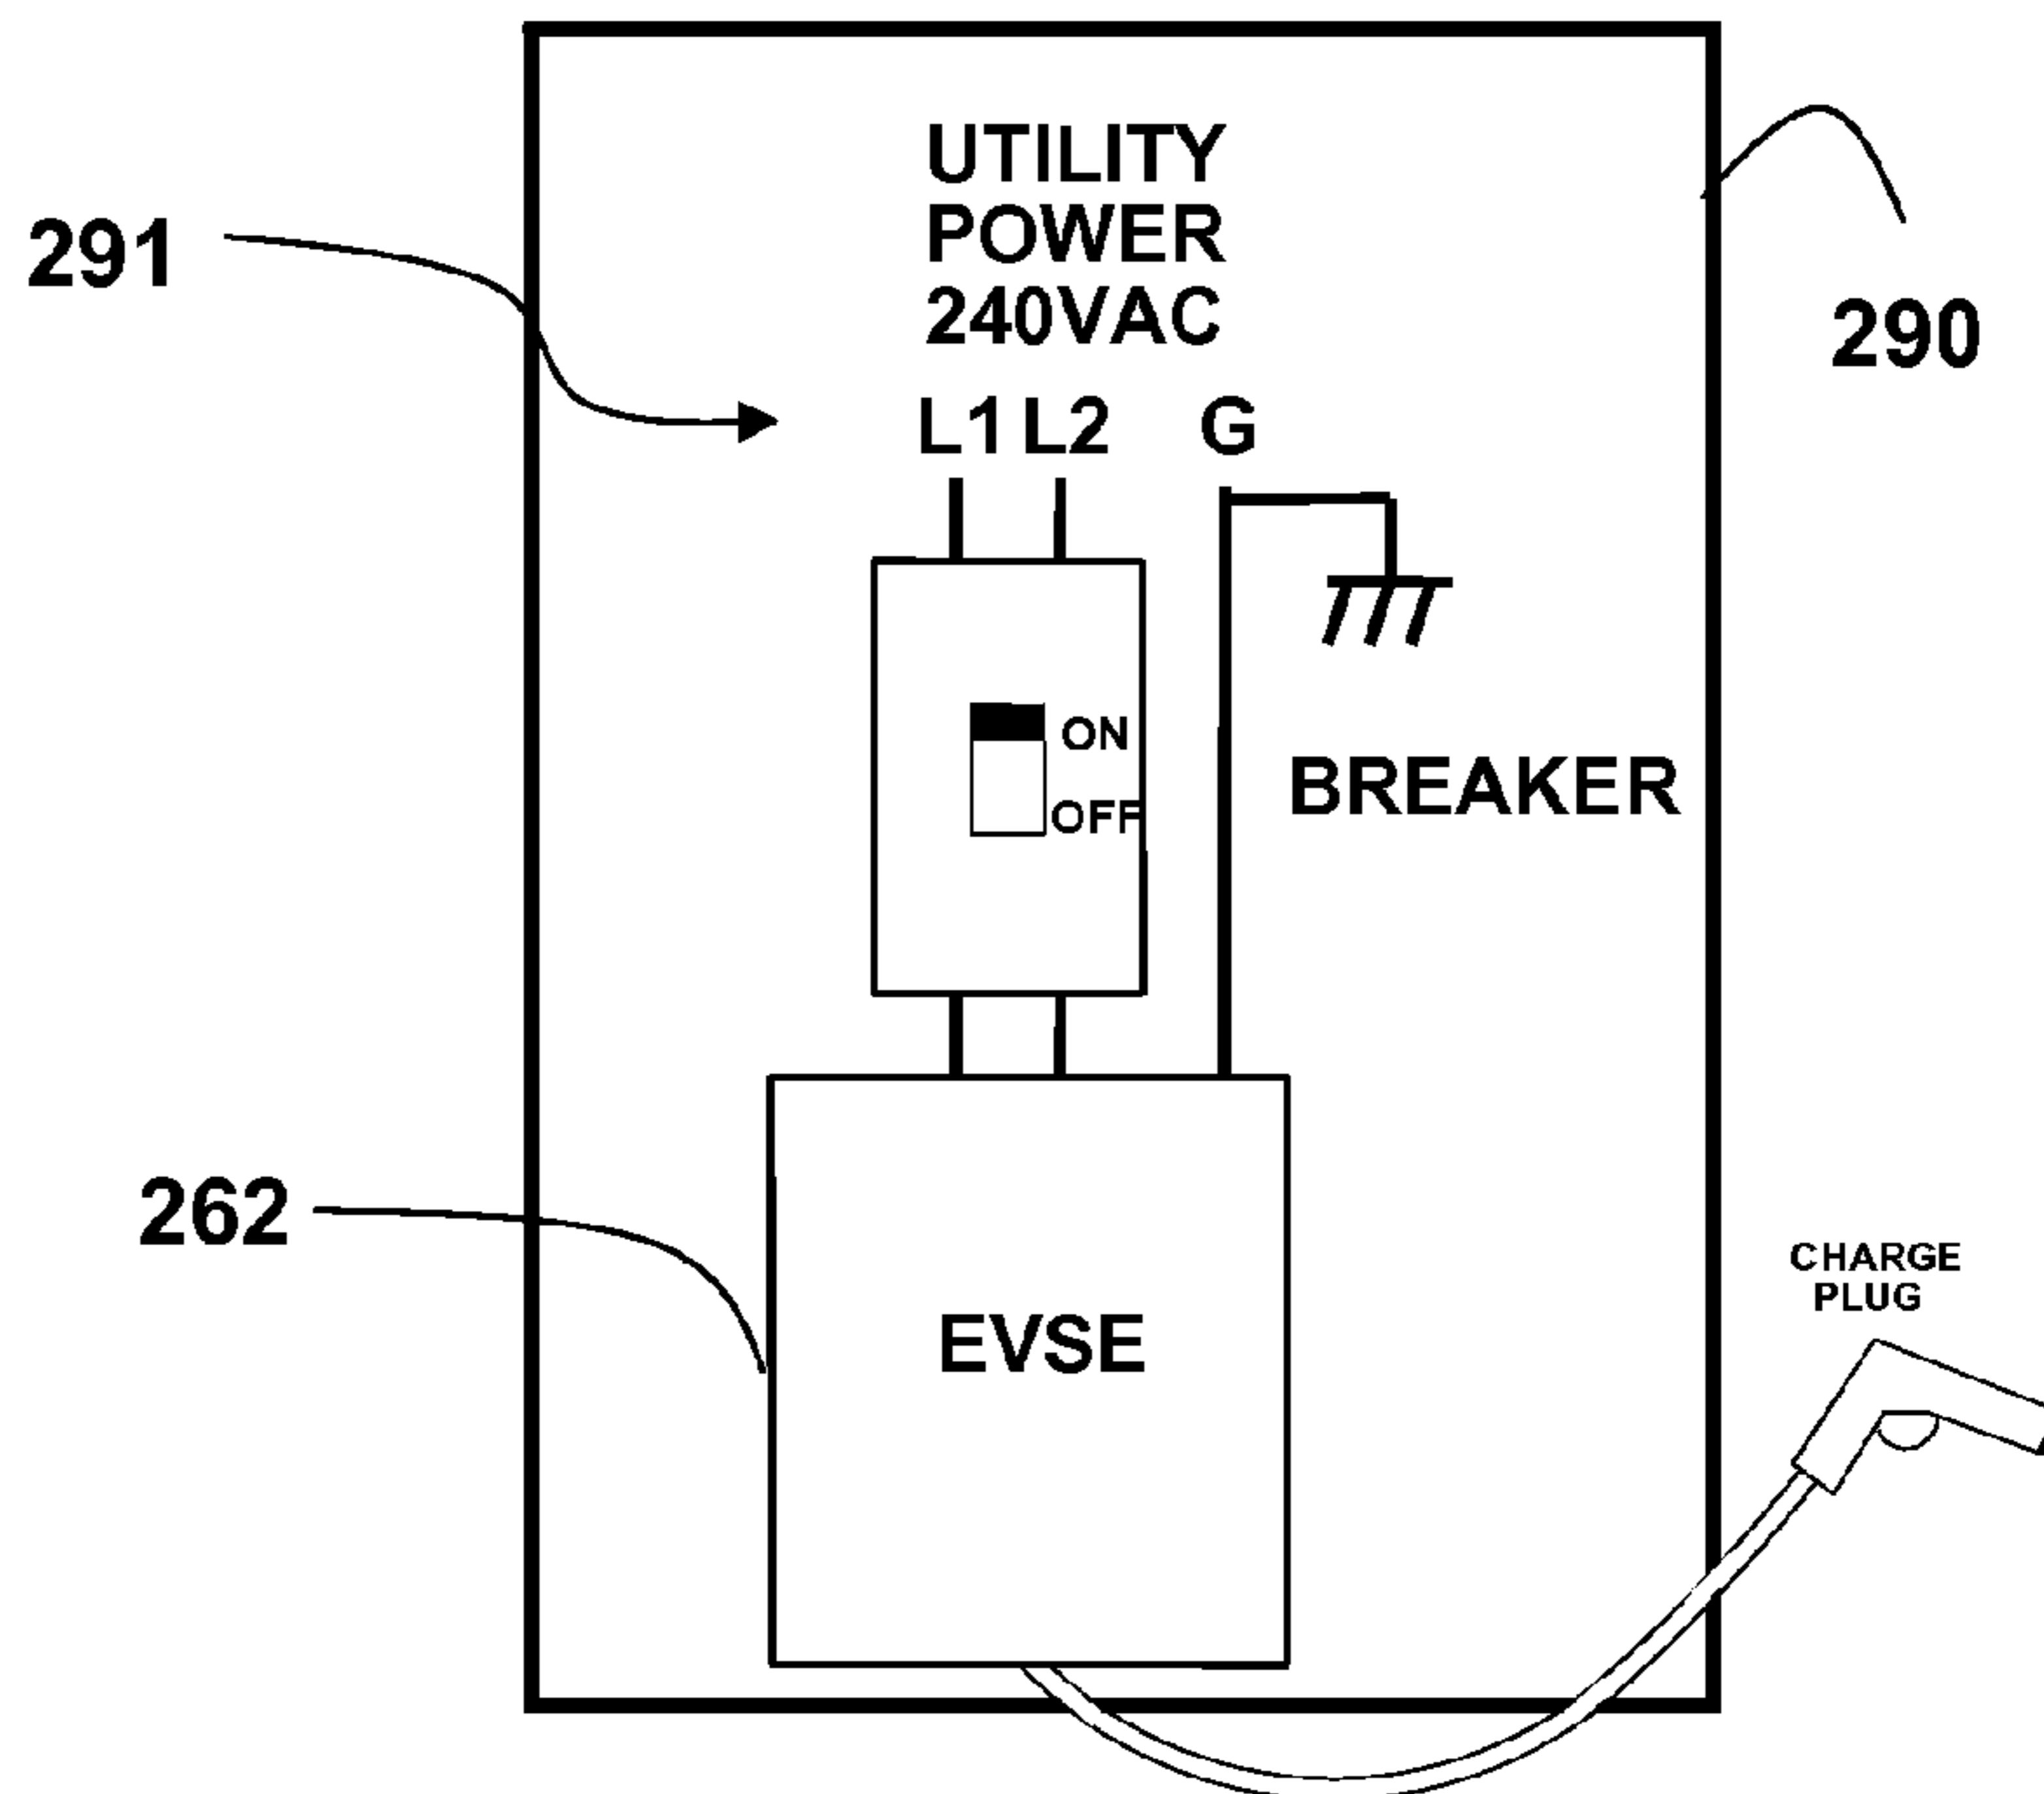 UTILITY
POWER
240VAC
291
290
L1 L2 G
ON
OFF
BREAKER
262
EVSE
CHARGE
PLUG